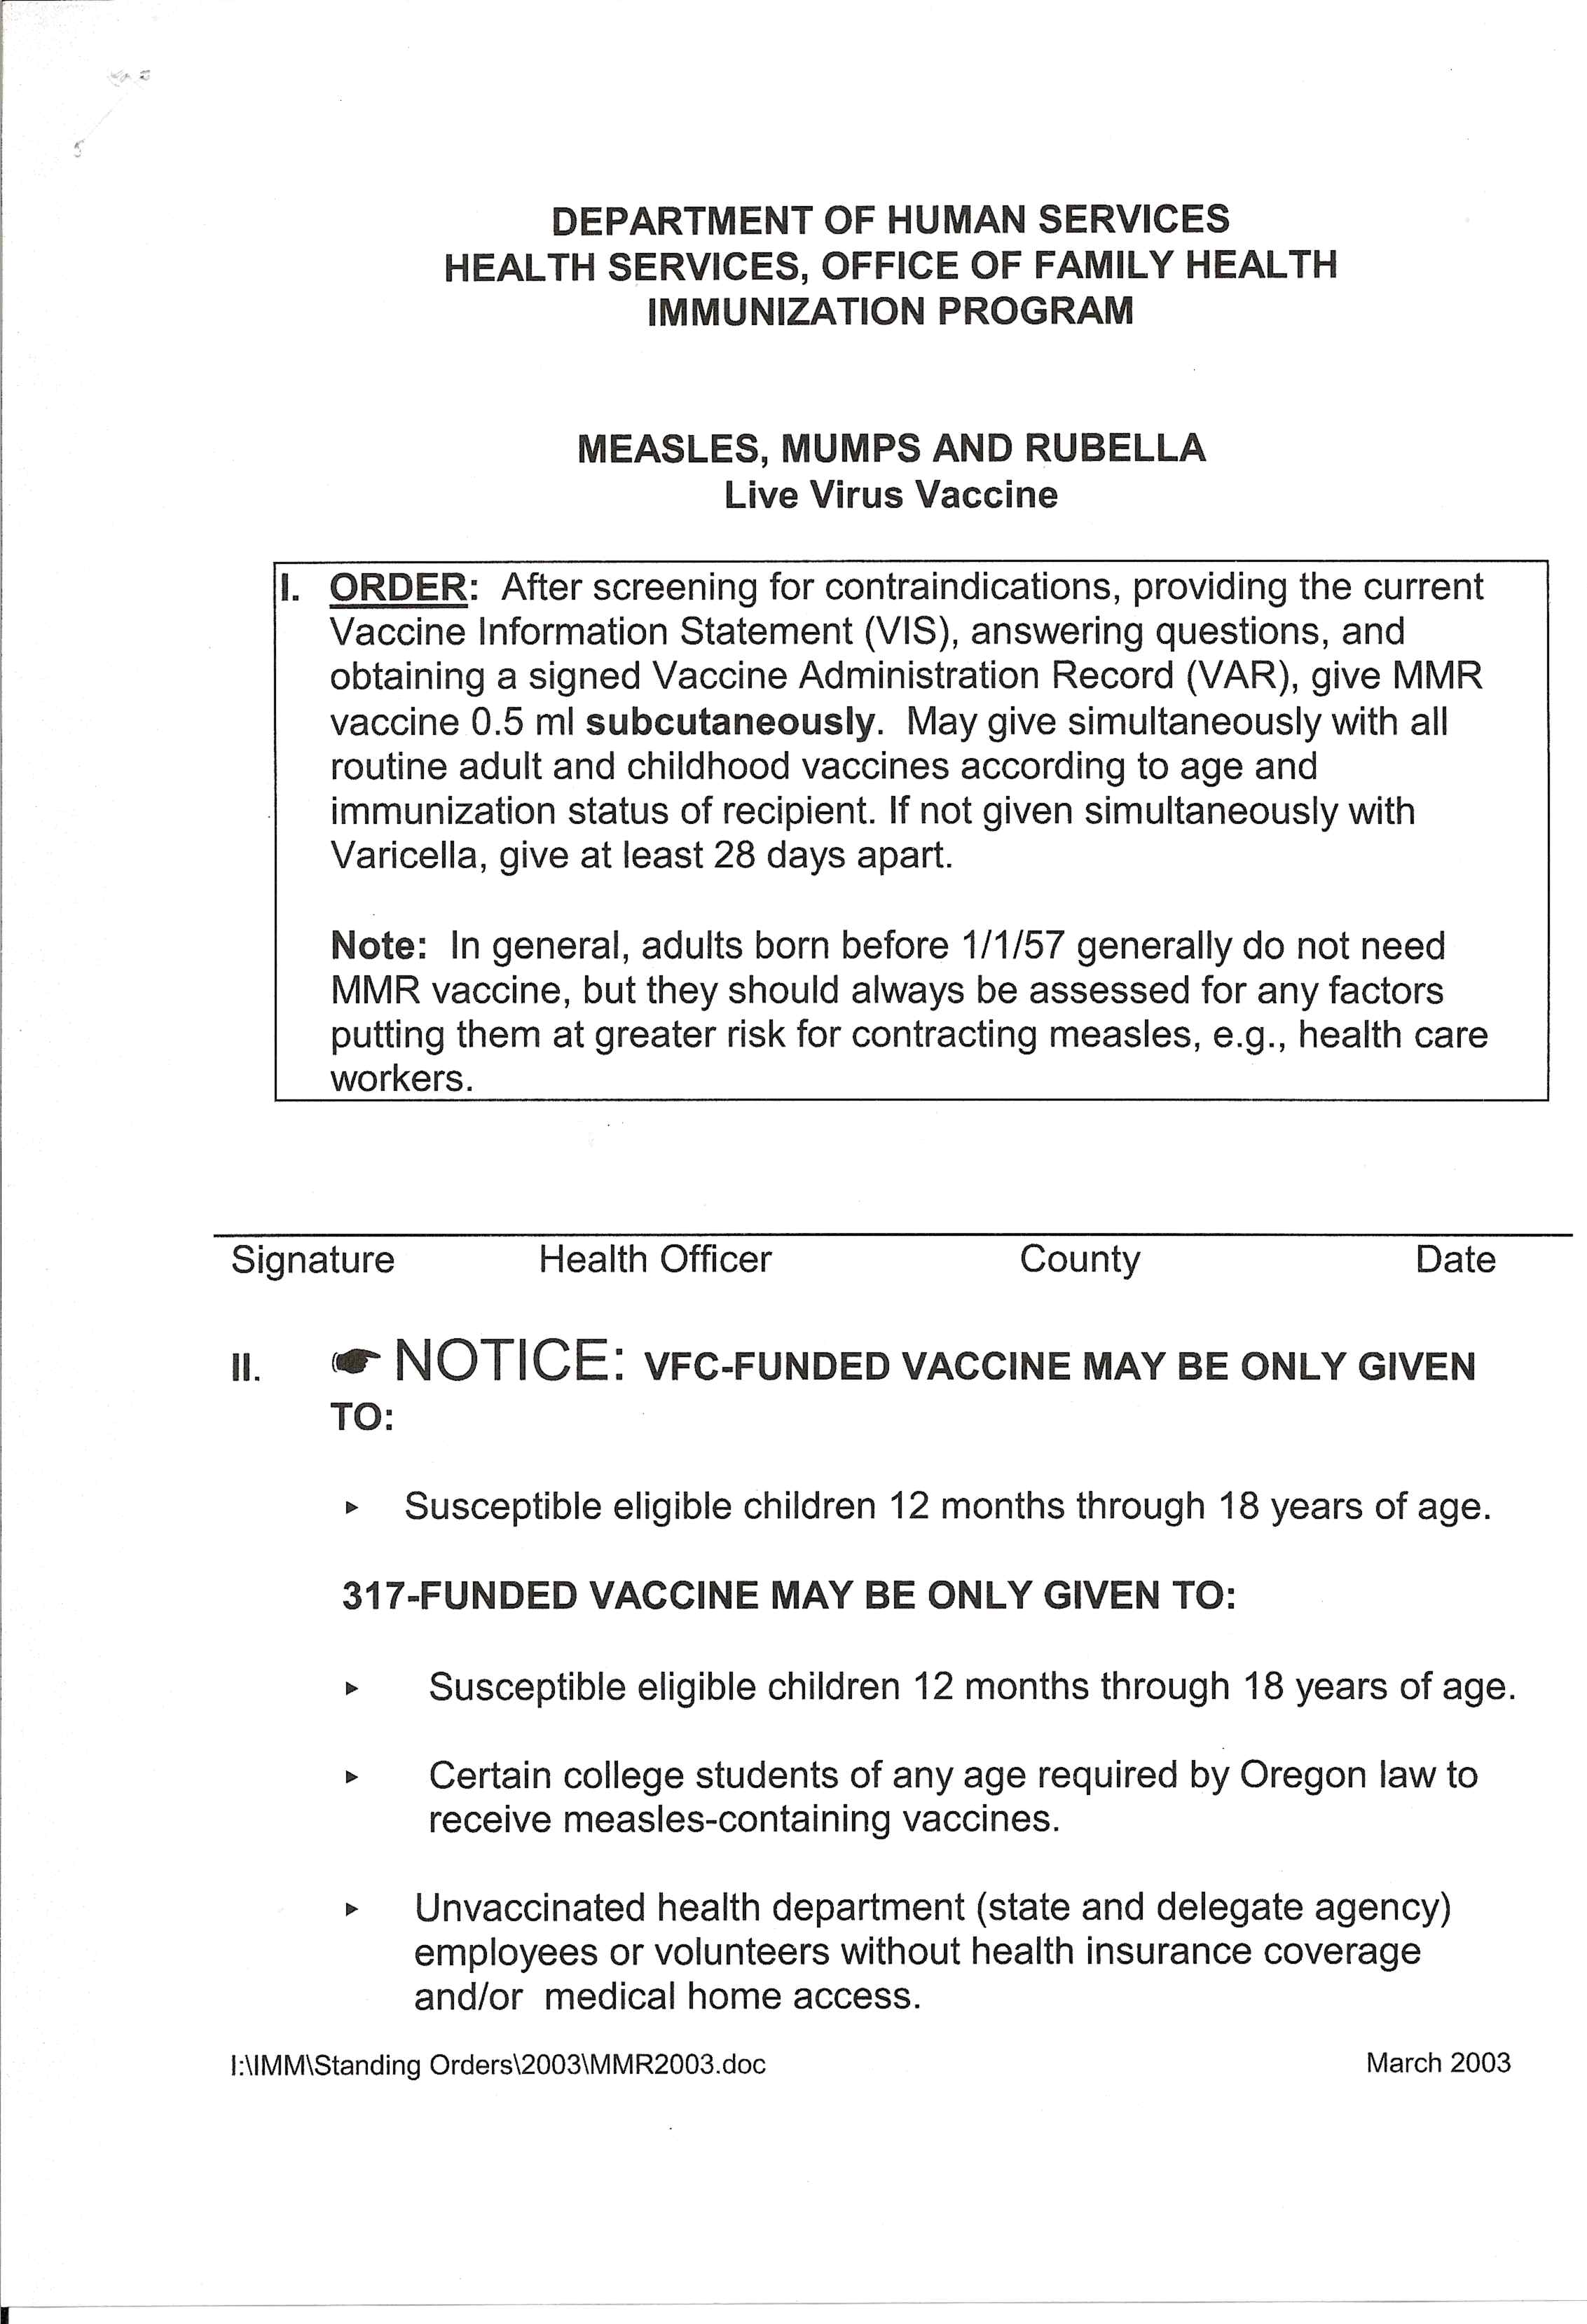 DEPARTMENT OF HUMAN SERVICES
HEALTH SERVICES, OFFICE OF FAMILY HEALTH
IMMUNIZATION PROGRAM
MEASLES, MUMPS AND RUBELLA
Live Virus Vaccine
I. ORDER: After screening for contraindications, providing the current
Vaccine Information Statement (VIS), answering questions, and
obtaining a signed Vaccine Administration Record (VAR), give MMR
vaccine 0.5 ml subcutaneously. May give simultaneously with all
routine adult and childhood vaccines according to age and
immunization status of recipient. If not given simultaneously with
Varicella, give at least 28 days apart.
Note: In general, adults born before 1/1/57 generally do not need
MMR vaccine, but they should always be assessed for any factors
putting them at greater risk for contracting measles, e.g., health care
workers.
Signature Health Officer County Date
II. ☛ NOTICE: VFC-FUNDED VACCINE MAY BE ONLY GIVEN
TO:
▸ Susceptible eligible children 12 months through 18 years of age.
317-FUNDED VACCINE MAY BE ONLY GIVEN TO:
▸ Susceptible eligible children 12 months through 18 years of age.
▸ Certain college students of any age required by Oregon law to
receive measles-containing vaccines.
▸ Unvaccinated health department (state and delegate agency)
employees or volunteers without health insurance coverage
and/or medical home access.
I:\IMM\Standing Orders\2003\MMR2003.doc March 2003